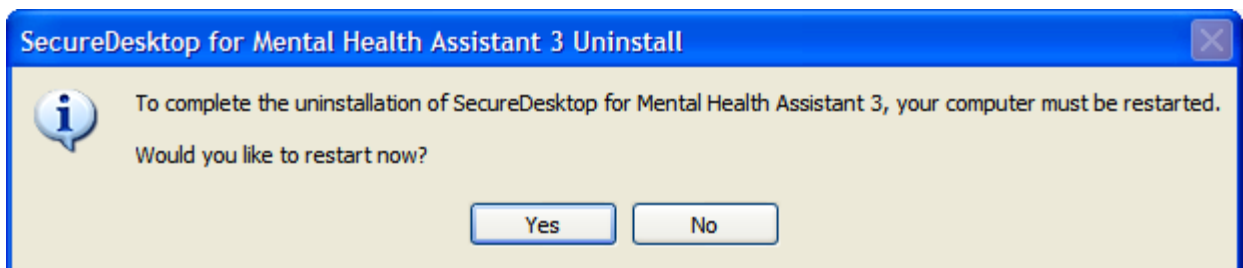 SecureDesktop for Mental Health Assistant 3 Uninstall
To complete the uninstallation of SecureDesktop for Mental Health Assistant 3, your computer must be restarted.
Would you like to restart now?
Yes
No